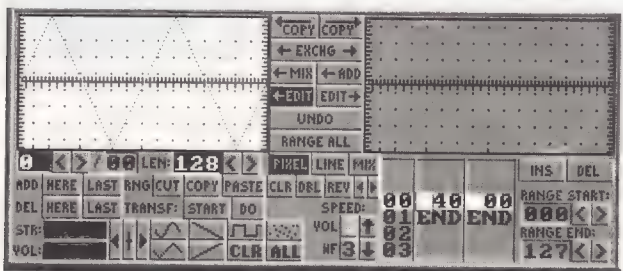 COPY COPY
← EXCHG →
← MIX ← ADD
←EDIT EDIT→
UNDO
RANGE ALL
0 < > / 00 LEN: 128 < > PIXEL LINE MIX INS DEL
ADD HERE LAST RNG CUT COPY PASTE CLR DBL REV
DEL HERE LAST TRANSF: START DO SPEED:
00 40 00 RANGE START:
01 END END 000 < >
STR: VOL 02 RANGE END:
VOL: CLR ALL WF 3 03 127 < >